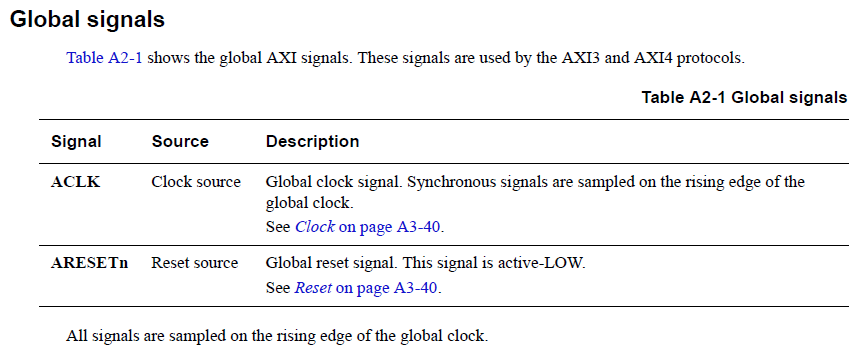 Global signals
Table A2-1 shows the global AXI signals. These signals are used by the AXI3 and AXI4 protocols.
Table A2-1 Global signals
Signal Source Description
ACLK Clock source Global clock signal. Synchronous signals are sampled on the rising edge of the
global clock.
See Clock on page A3-40.
ARESETn Reset source Global reset signal. This signal is active-LOW.
See Reset on page A3-40.
All signals are sampled on the rising edge of the global clock.